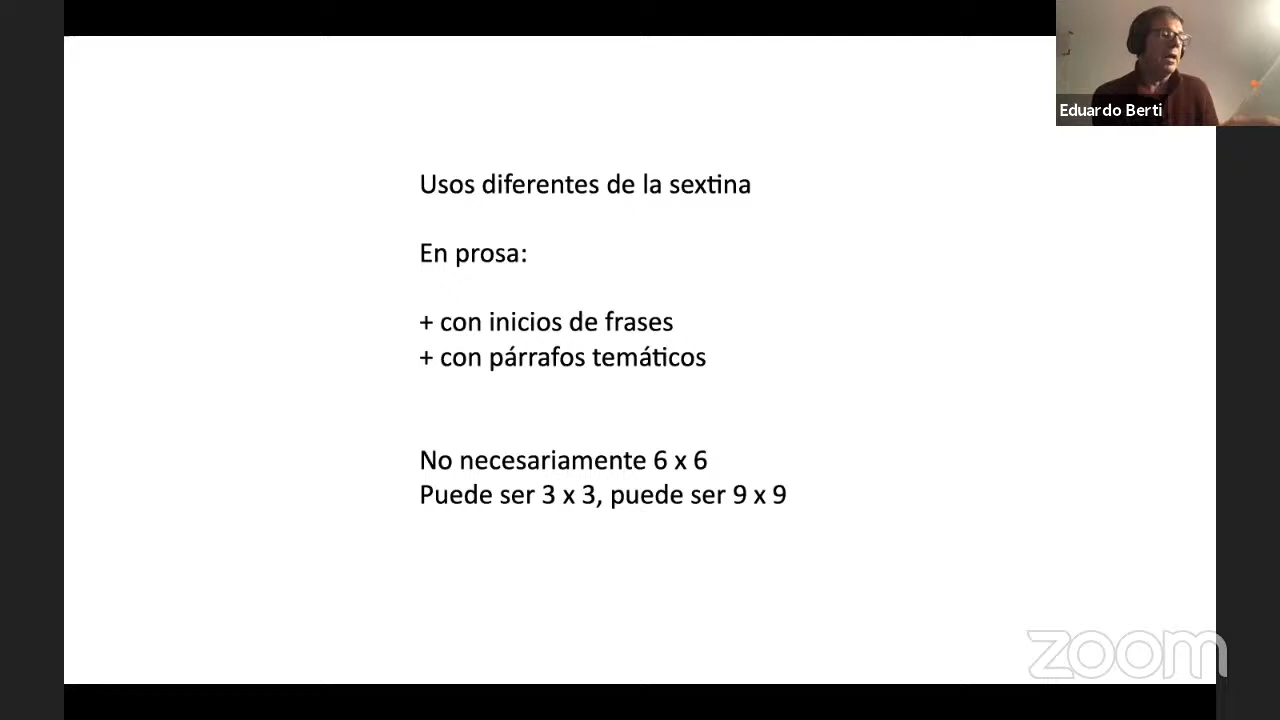 Eduardo Berti
Usos diferentes de la sextina
En prosa:
+ con inicios de frases
+ con párrafos temáticos
No necesariamente 6 x 6
Puede ser 3 x 3, puede ser 9 x 9
zoom